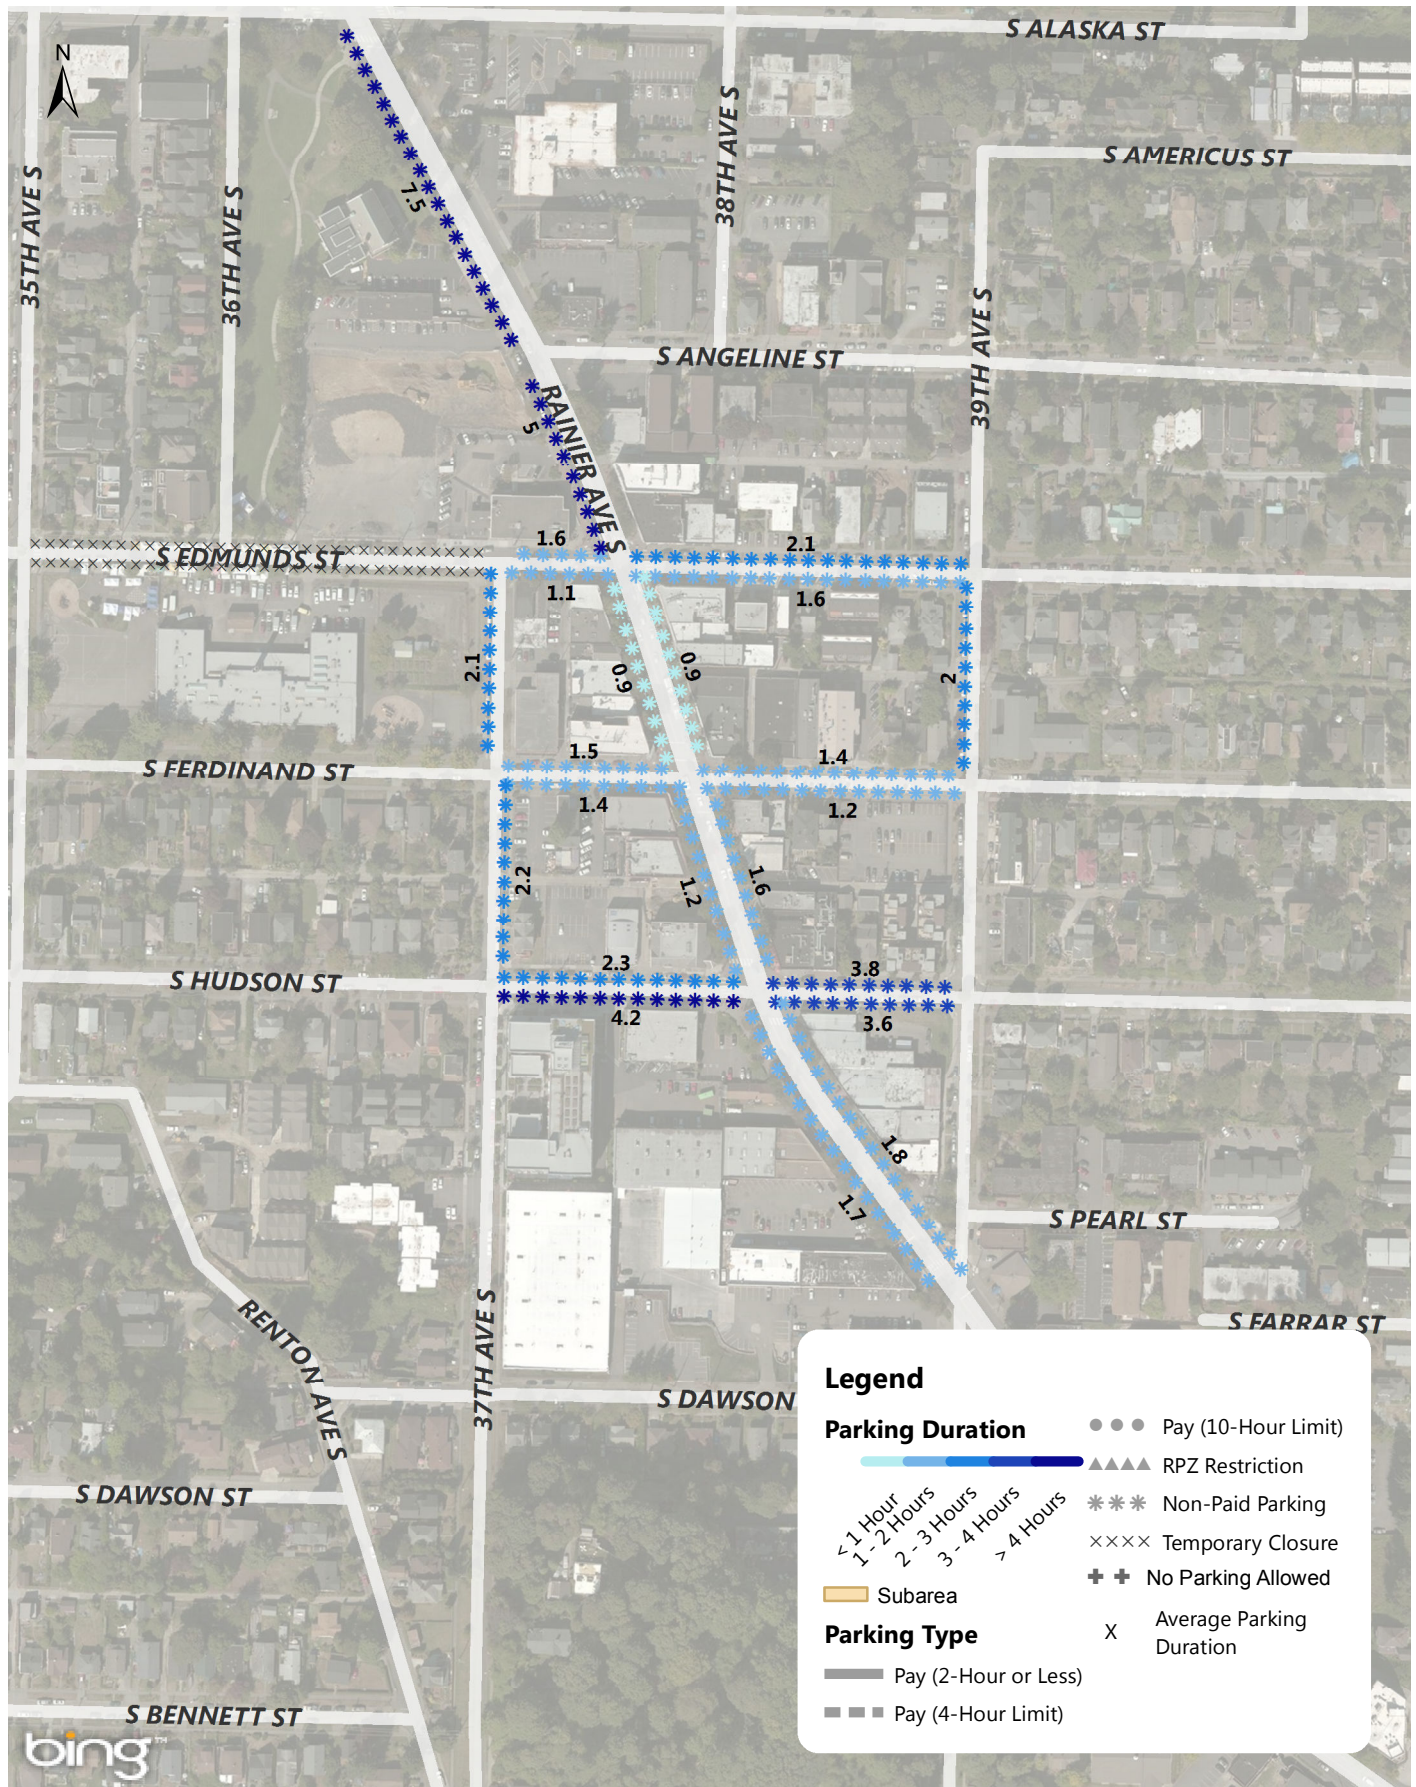 S ALASKA ST
N
38TH AVE S
S AMERICUS ST
35TH AVE S
36TH AVE S
7.5
39TH AVE S
S ANGELINE ST
RAINIER AVE S
5
1.6
2.1
S EDMUNDS ST
1.1
1.6
2.1
0.9
0.9
2
1.5
1.4
S FERDINAND ST
1.4
1.2
2.2
1.2
1.6
2.3
3.8
S HUDSON ST
4.2
3.6
1.8
1.7
S PEARL ST
RENTON AVE S
37TH AVE S
S FARRAR ST
S DAWSON
S DAWSON ST
S BENNETT ST
bing™
Legend
Parking Duration
< 1 Hour
1 - 2 Hours
2 - 3 Hours
3 - 4 Hours
> 4 Hours
Subarea
Parking Type
Pay (2-Hour or Less)
Pay (4-Hour Limit)
Pay (10-Hour Limit)
RPZ Restriction
Non-Paid Parking
Temporary Closure
No Parking Allowed
X
Average Parking
Duration